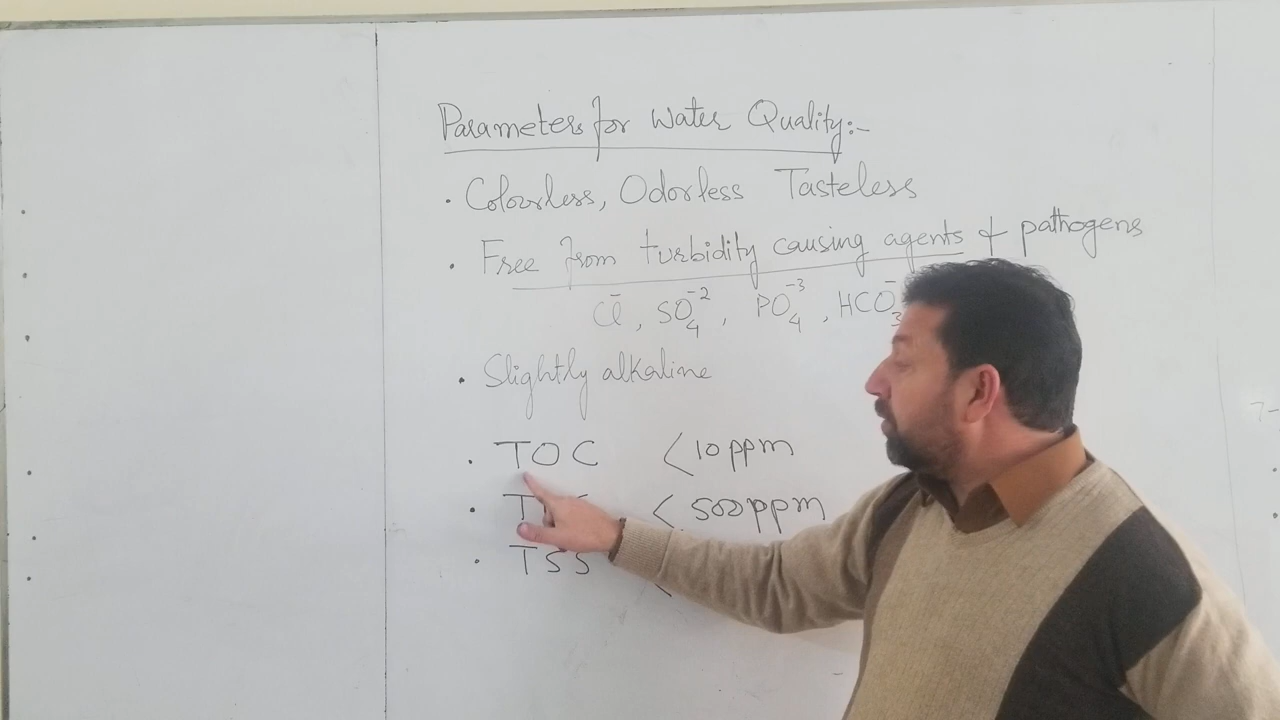 Parameters for Water Quality:-
• Colourless, Odorless Tasteless
• Free from turbidity causing agents & pathogens
Cl⁻, SO₄⁻², PO₄⁻³, HCO₃⁻
• Slightly alkaline
• TOC <10ppm
• <500ppm
• TSS <